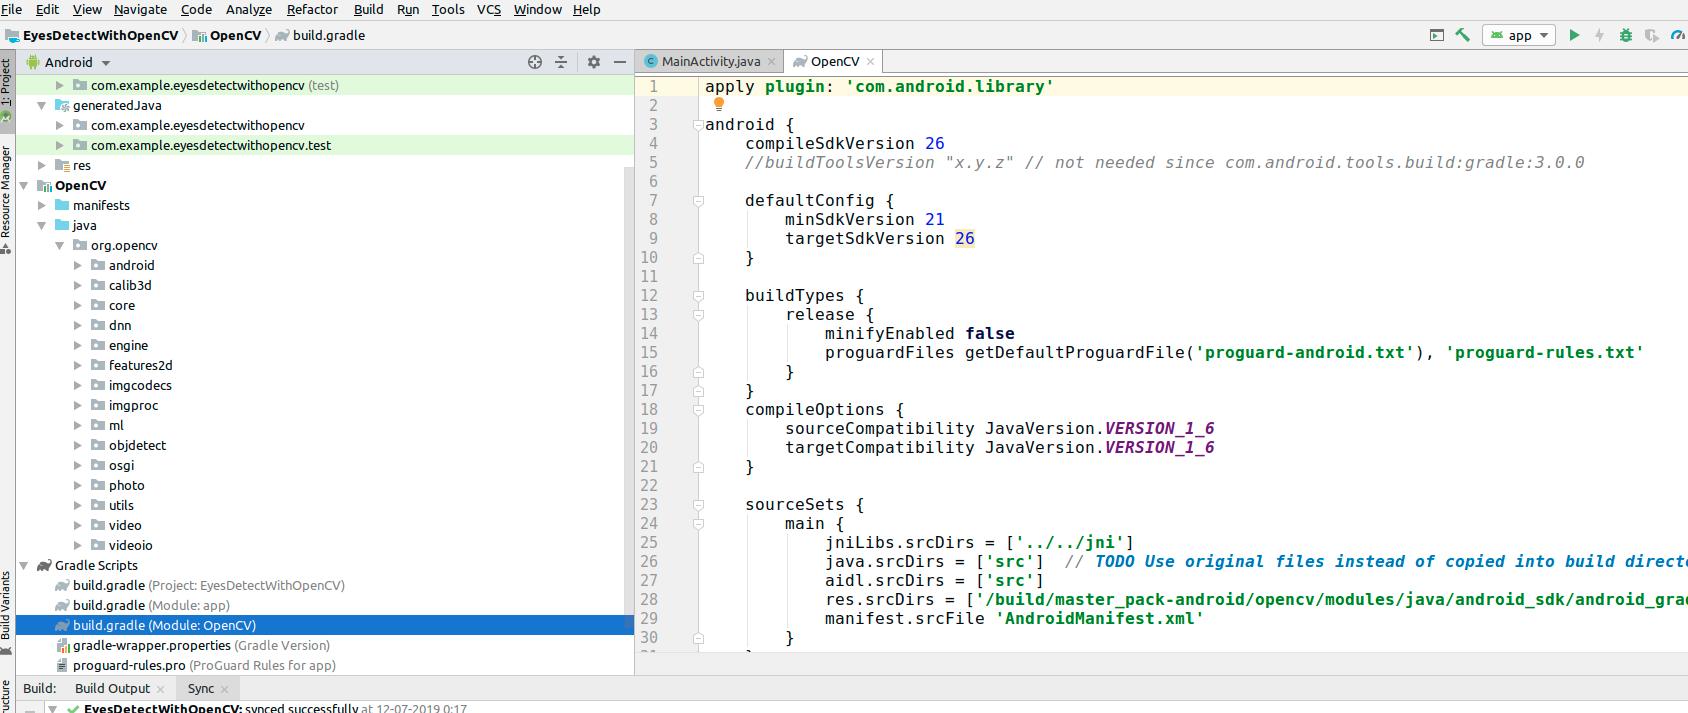 File Edit View Navigate Code Analyze Refactor Build Run Tools VCS Window Help
EyesDetectWithOpenCV OpenCV build.gradle
app
1: Project
Resource Manager
Build Variants
Android
com.example.eyesdetectwithopencv (test)
generatedJava
com.example.eyesdetectwithopencv
com.example.eyesdetectwithopencv.test
res
OpenCV
manifests
java
org.opencv
android
calib3d
core
dnn
engine
features2d
imgcodecs
imgproc
ml
objdetect
osgi
photo
utils
video
videoio
Gradle Scripts
build.gradle (Project: EyesDetectWithOpenCV)
build.gradle (Module: app)
build.gradle (Module: OpenCV)
gradle-wrapper.properties (Gradle Version)
proguard-rules.pro (ProGuard Rules for app)
MainActivity.java OpenCV
1 apply plugin: 'com.android.library'
2
3 android {
4 compileSdkVersion 26
5 //buildToolsVersion "x.y.z" // not needed since com.android.tools.build:gradle:3.0.0
6
7 defaultConfig {
8 minSdkVersion 21
9 targetSdkVersion 26
10 }
11
12 buildTypes {
13 release {
14 minifyEnabled false
15 proguardFiles getDefaultProguardFile('proguard-android.txt'), 'proguard-rules.txt'
16 }
17 }
18 compileOptions {
19 sourceCompatibility JavaVersion.VERSION_1_6
20 targetCompatibility JavaVersion.VERSION_1_6
21 }
22
23 sourceSets {
24 main {
25 jniLibs.srcDirs = ['../../jni']
26 java.srcDirs = ['src'] // TODO Use original files instead of copied into build directo
27 aidl.srcDirs = ['src']
28 res.srcDirs = ['/build/master_pack-android/opencv/modules/java/android_sdk/android_grad
29 manifest.srcFile 'AndroidManifest.xml'
30 }
Build: Build Output Sync
EyesDetectWithOpenCV: synced successfully at 12-07-2019 0:17